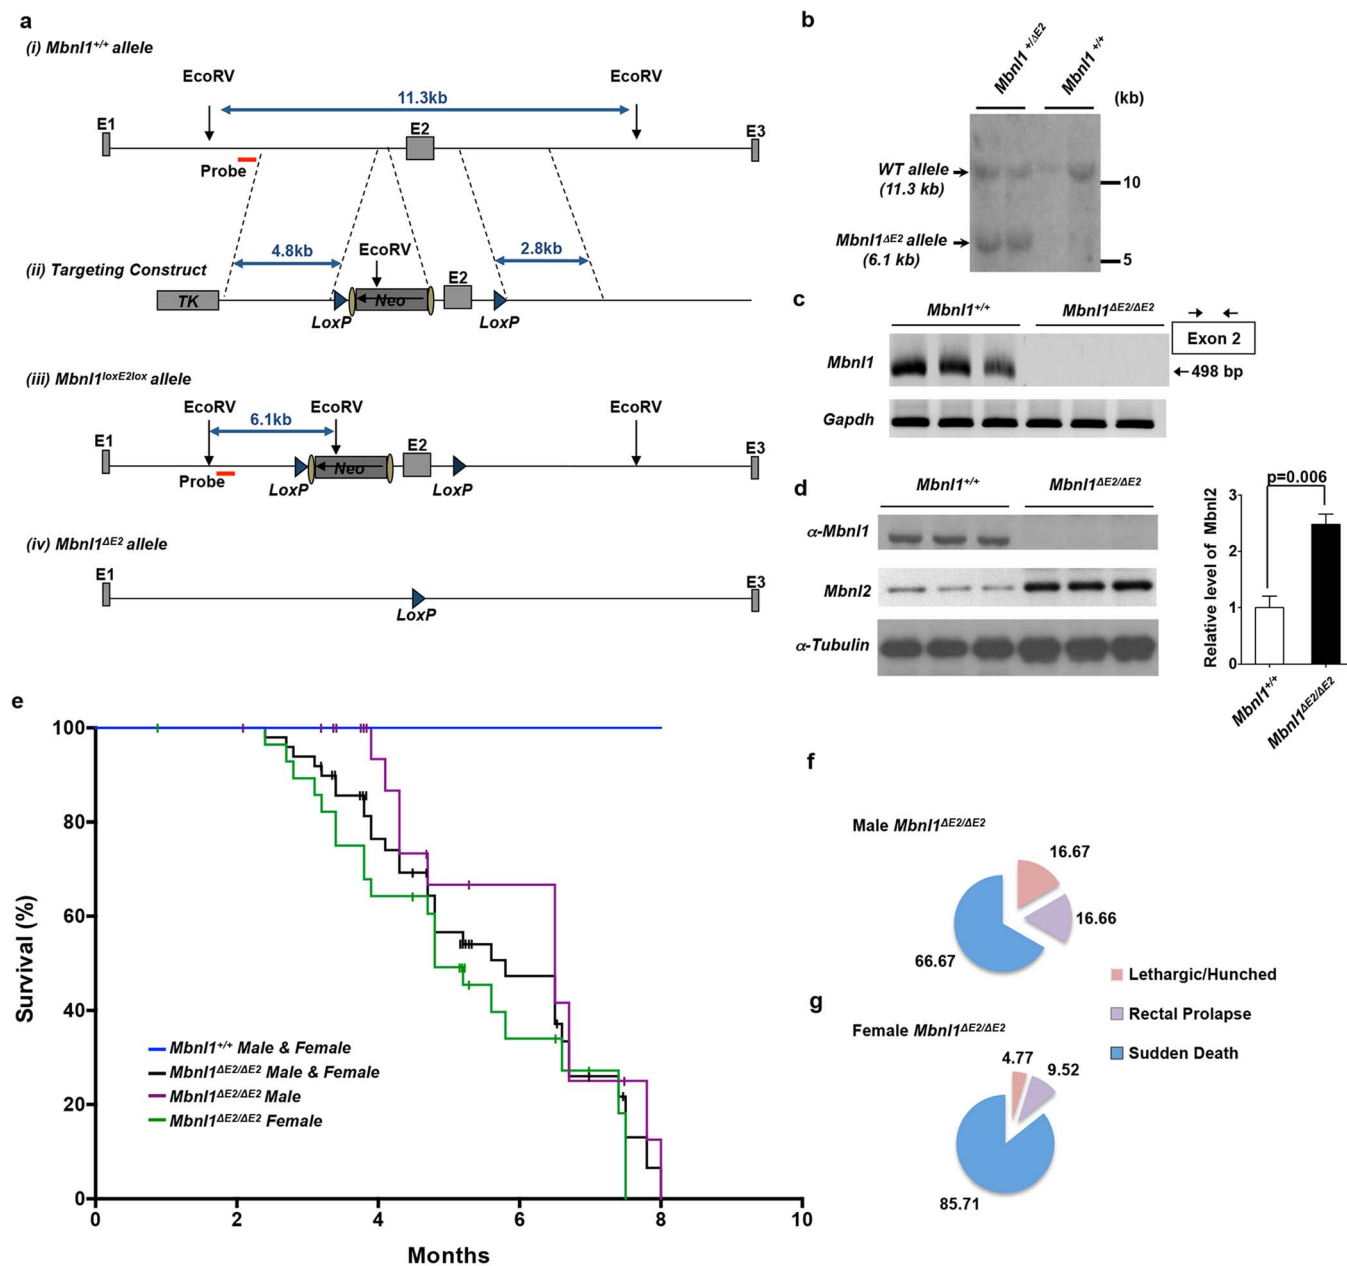 a
(i) Mbnl1+/+ allele
EcoRV
EcoRV
11.3kb
E1
E2
E3
Probe
4.8kb
EcoRV
2.8kb
(ii) Targeting Construct
E2
TK
Neo
LoxP
LoxP
(iii) Mbnl1loxE2lox allele
EcoRV
EcoRV
EcoRV
6.1kb
E1
E2
E3
Neo
Probe
LoxP
LoxP
(iv) Mbnl1ΔE2 allele
E1
E3
LoxP
b
Mbnl1 +/ΔE2
Mbnl1 +/+
(kb)
WT allele
(11.3 kb)
10
Mbnl1ΔE2 allele
(6.1 kb)
5
c
Mbnl1+/+
Mbnl1ΔE2/ΔE2
Exon 2
Mbnl1
498 bp
Gapdh
d
Mbnl1+/+
Mbnl1ΔE2/ΔE2
α-Mbnl1
Mbnl2
α-Tubulin
p=0.006
3
2
1
0
Relative level of Mbnl2
Mbnl1+/+
Mbnl1ΔE2/ΔE2
e
100
80
60
40
20
0
Survival (%)
Mbnl1+/+ Male & Female
Mbnl1ΔE2/ΔE2 Male & Female
Mbnl1ΔE2/ΔE2 Male
Mbnl1ΔE2/ΔE2 Female
0
2
4
6
8
10
Months
f
Male Mbnl1ΔE2/ΔE2
16.67
16.66
66.67
Lethargic/Hunched
Rectal Prolapse
Sudden Death
g
Female Mbnl1ΔE2/ΔE2
4.77
9.52
85.71